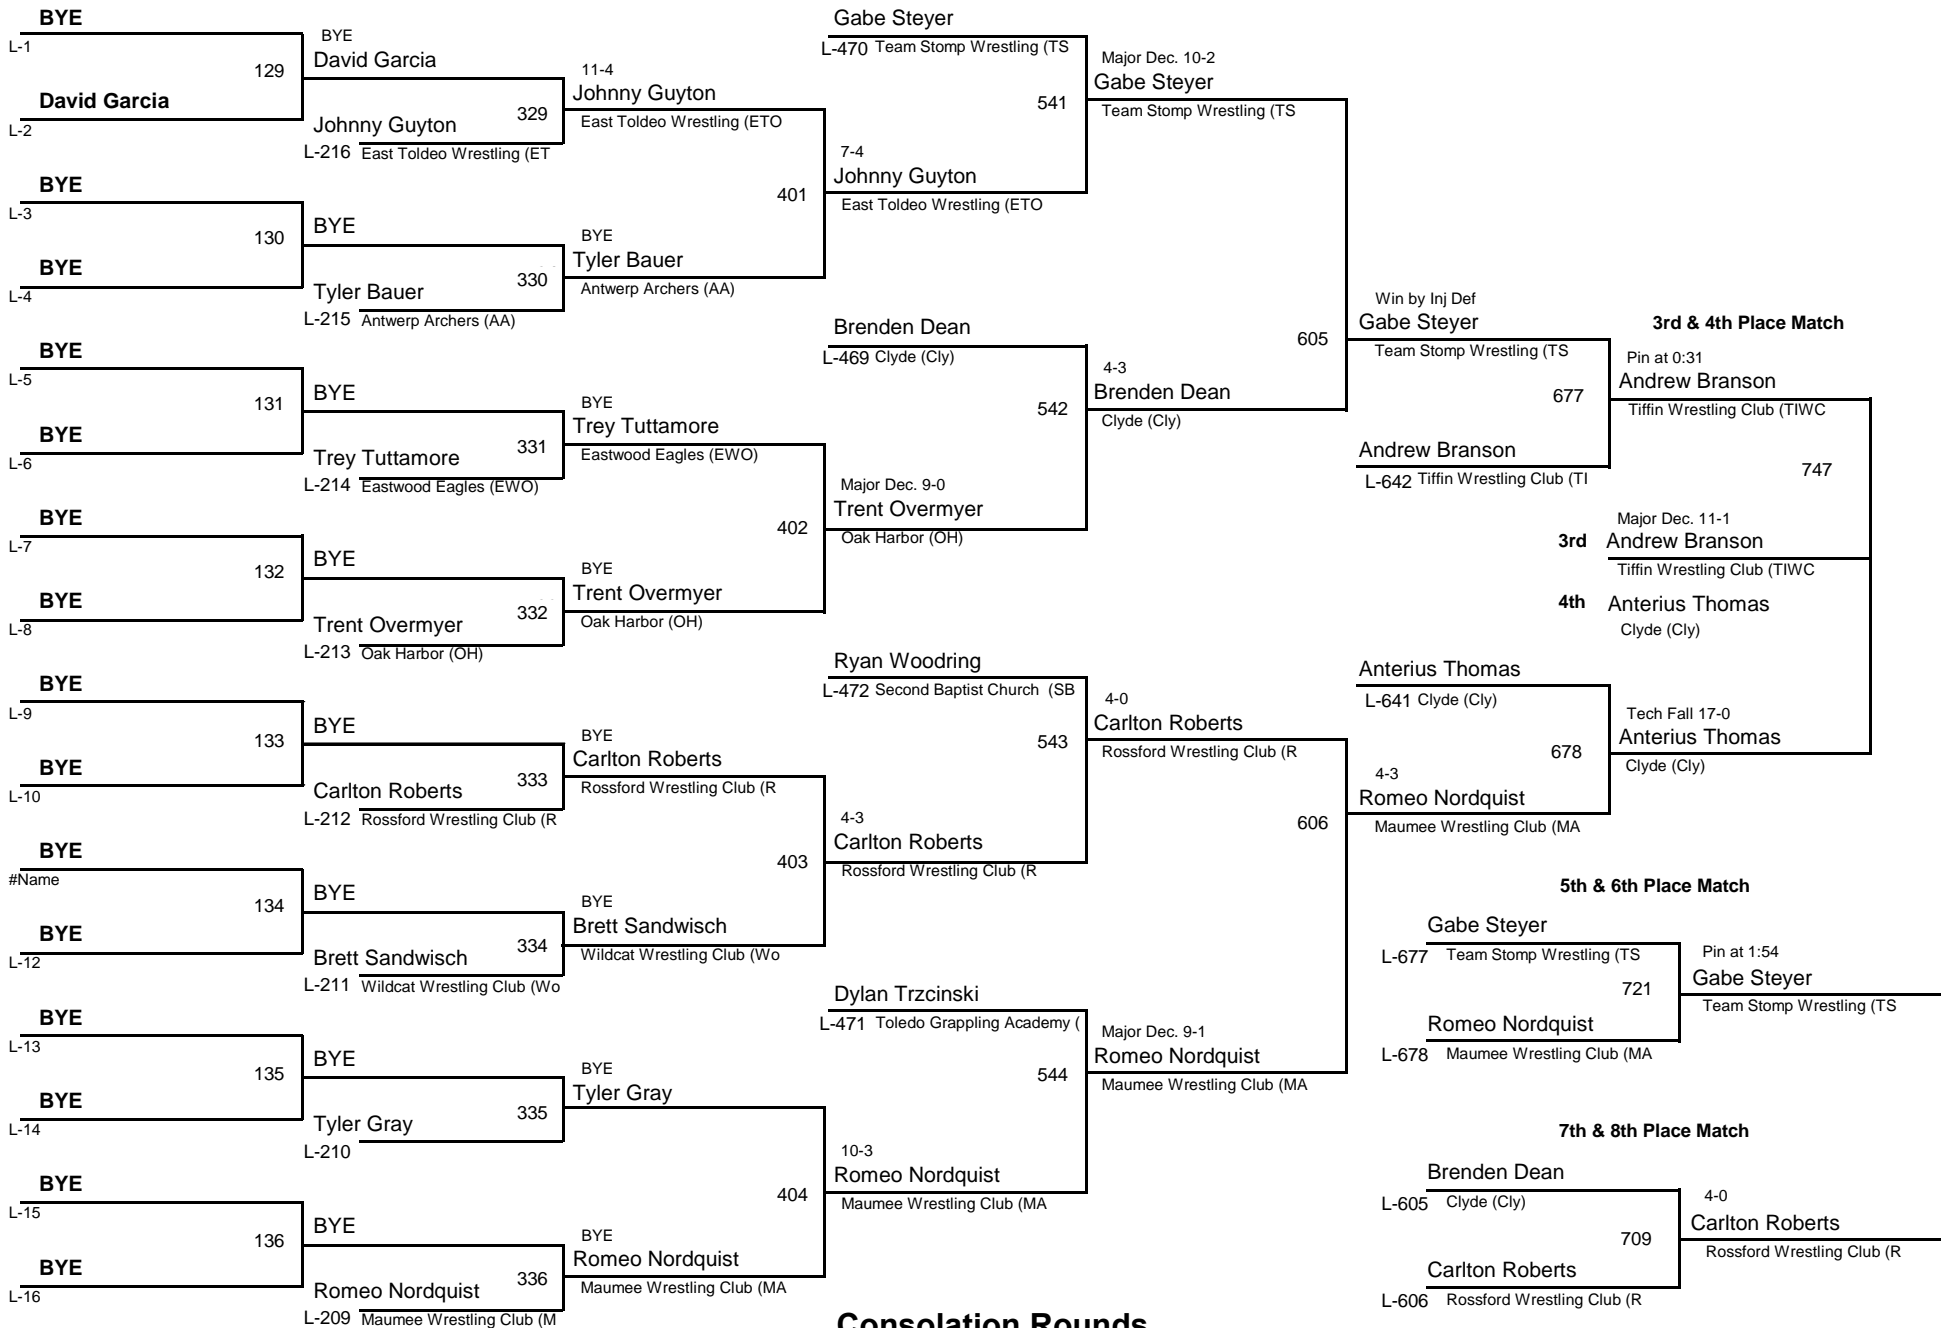 BYE
L-1
129
David Garcia
L-2
BYE
L-3
130
BYE
L-4
BYE
L-5
131
BYE
L-6
BYE
L-7
132
BYE
L-8
BYE
L-9
133
BYE
L-10
BYE
#Name
134
BYE
L-12
BYE
L-13
135
BYE
L-14
BYE
L-15
136
BYE
L-16
BYE
David Garcia
329
Johnny Guyton
L-216 East Toldeo Wrestling (ET
BYE
330
Tyler Bauer
L-215 Antwerp Archers (AA)
BYE
331
Trey Tuttamore
L-214 Eastwood Eagles (EWO)
BYE
332
Trent Overmyer
L-213 Oak Harbor (OH)
BYE
333
Carlton Roberts
L-212 Rossford Wrestling Club (R
BYE
334
Brett Sandwisch
L-211 Wildcat Wrestling Club (Wo
BYE
335
Tyler Gray
L-210
BYE
336
Romeo Nordquist
L-209 Maumee Wrestling Club (M
11-4
Johnny Guyton
East Toldeo Wrestling (ETO
401
BYE
Tyler Bauer
Antwerp Archers (AA)
BYE
Trey Tuttamore
Eastwood Eagles (EWO)
402
BYE
Trent Overmyer
Oak Harbor (OH)
BYE
Carlton Roberts
Rossford Wrestling Club (R
403
BYE
Brett Sandwisch
Wildcat Wrestling Club (Wo
BYE
Tyler Gray
404
BYE
Romeo Nordquist
Maumee Wrestling Club (MA
Gabe Steyer
L-470 Team Stomp Wrestling (TS
541
7-4
Johnny Guyton
East Toldeo Wrestling (ETO
Brenden Dean
L-469 Clyde (Cly)
542
Major Dec. 9-0
Trent Overmyer
Oak Harbor (OH)
Ryan Woodring
L-472 Second Baptist Church (SB
543
4-3
Carlton Roberts
Rossford Wrestling Club (R
Dylan Trzcinski
L-471 Toledo Grappling Academy (
544
10-3
Romeo Nordquist
Maumee Wrestling Club (MA
Major Dec. 10-2
Gabe Steyer
Team Stomp Wrestling (TS
605
4-3
Brenden Dean
Clyde (Cly)
4-0
Carlton Roberts
Rossford Wrestling Club (R
606
Major Dec. 9-1
Romeo Nordquist
Maumee Wrestling Club (MA
Win by Inj Def
Gabe Steyer
Team Stomp Wrestling (TS
677
Andrew Branson
L-642 Tiffin Wrestling Club (TI
Anterius Thomas
L-641 Clyde (Cly)
678
4-3
Romeo Nordquist
Maumee Wrestling Club (MA
3rd & 4th Place Match
Pin at 0:31
Andrew Branson
Tiffin Wrestling Club (TIWC
747
Major Dec. 11-1
3rd Andrew Branson
Tiffin Wrestling Club (TIWC
4th Anterius Thomas
Clyde (Cly)
Tech Fall 17-0
Anterius Thomas
Clyde (Cly)
5th & 6th Place Match
Gabe Steyer
L-677 Team Stomp Wrestling (TS
721
Romeo Nordquist
L-678 Maumee Wrestling Club (MA
Pin at 1:54
Gabe Steyer
Team Stomp Wrestling (TS
7th & 8th Place Match
Brenden Dean
L-605 Clyde (Cly)
709
Carlton Roberts
L-606 Rossford Wrestling Club (R
4-0
Carlton Roberts
Rossford Wrestling Club (R
Consolation Rounds